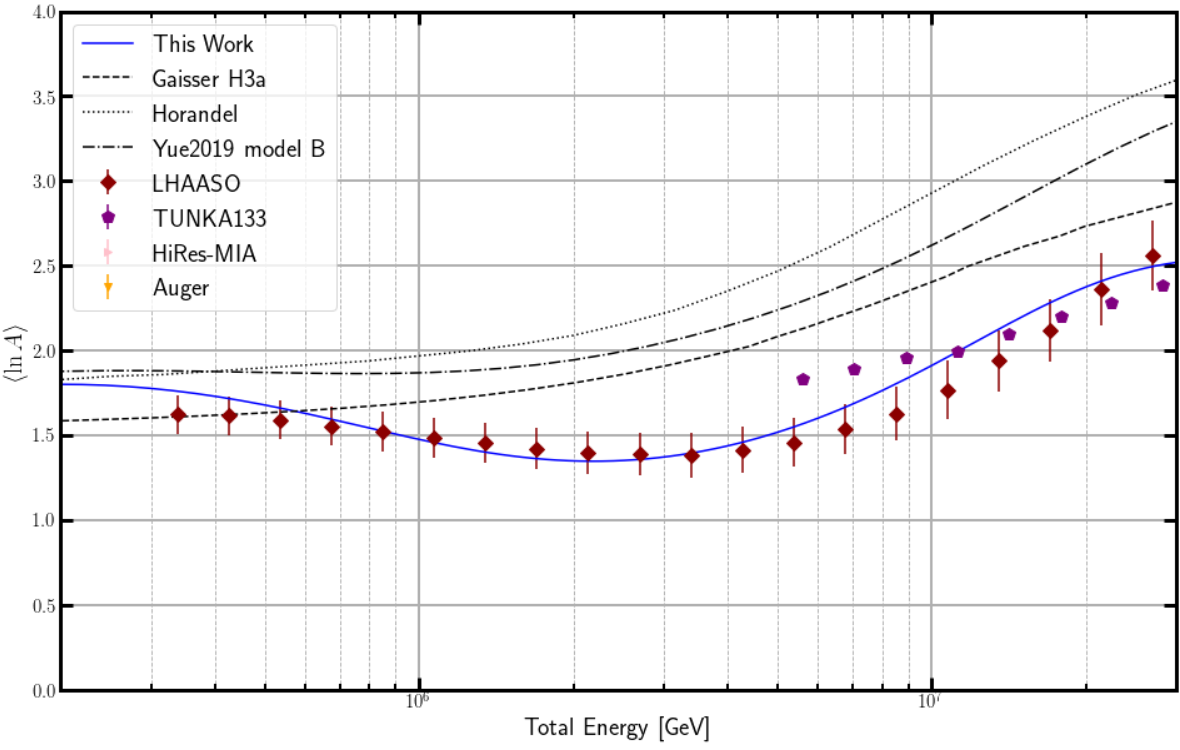 4.0
3.5
3.0
2.5
2.0
1.5
1.0
0.5
0.0
⟨ln A⟩
This Work
Gaisser H3a
Horandel
Yue2019 model B
LHAASO
TUNKA133
HiRes-MIA
Auger
10⁶
10⁷
Total Energy [GeV]